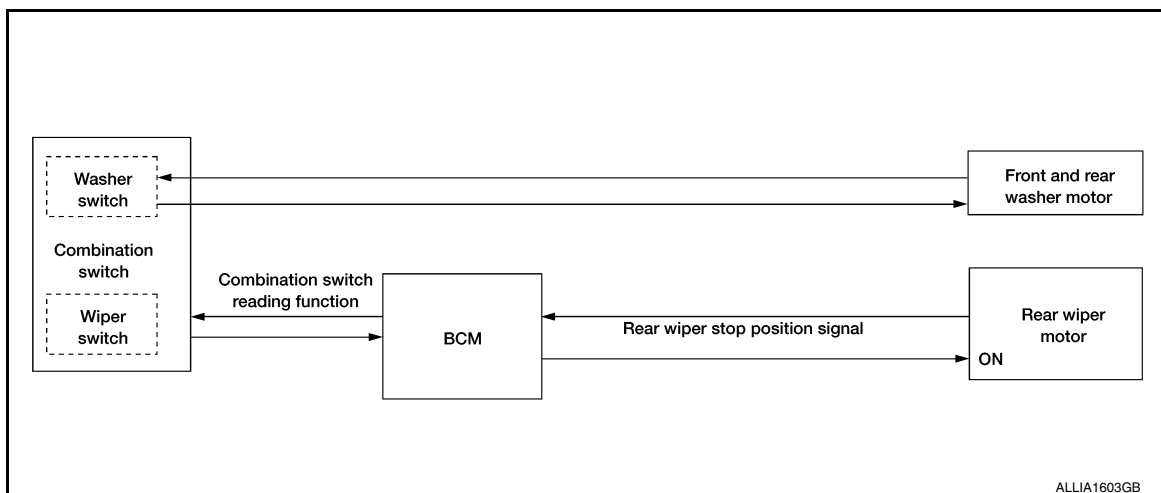 Washer
switch
Combination
switch
Wiper
switch
Combination switch
reading function
BCM
Rear wiper stop position signal
Front and rear
washer motor
Rear wiper
motor
ON
ALLIA1603GB